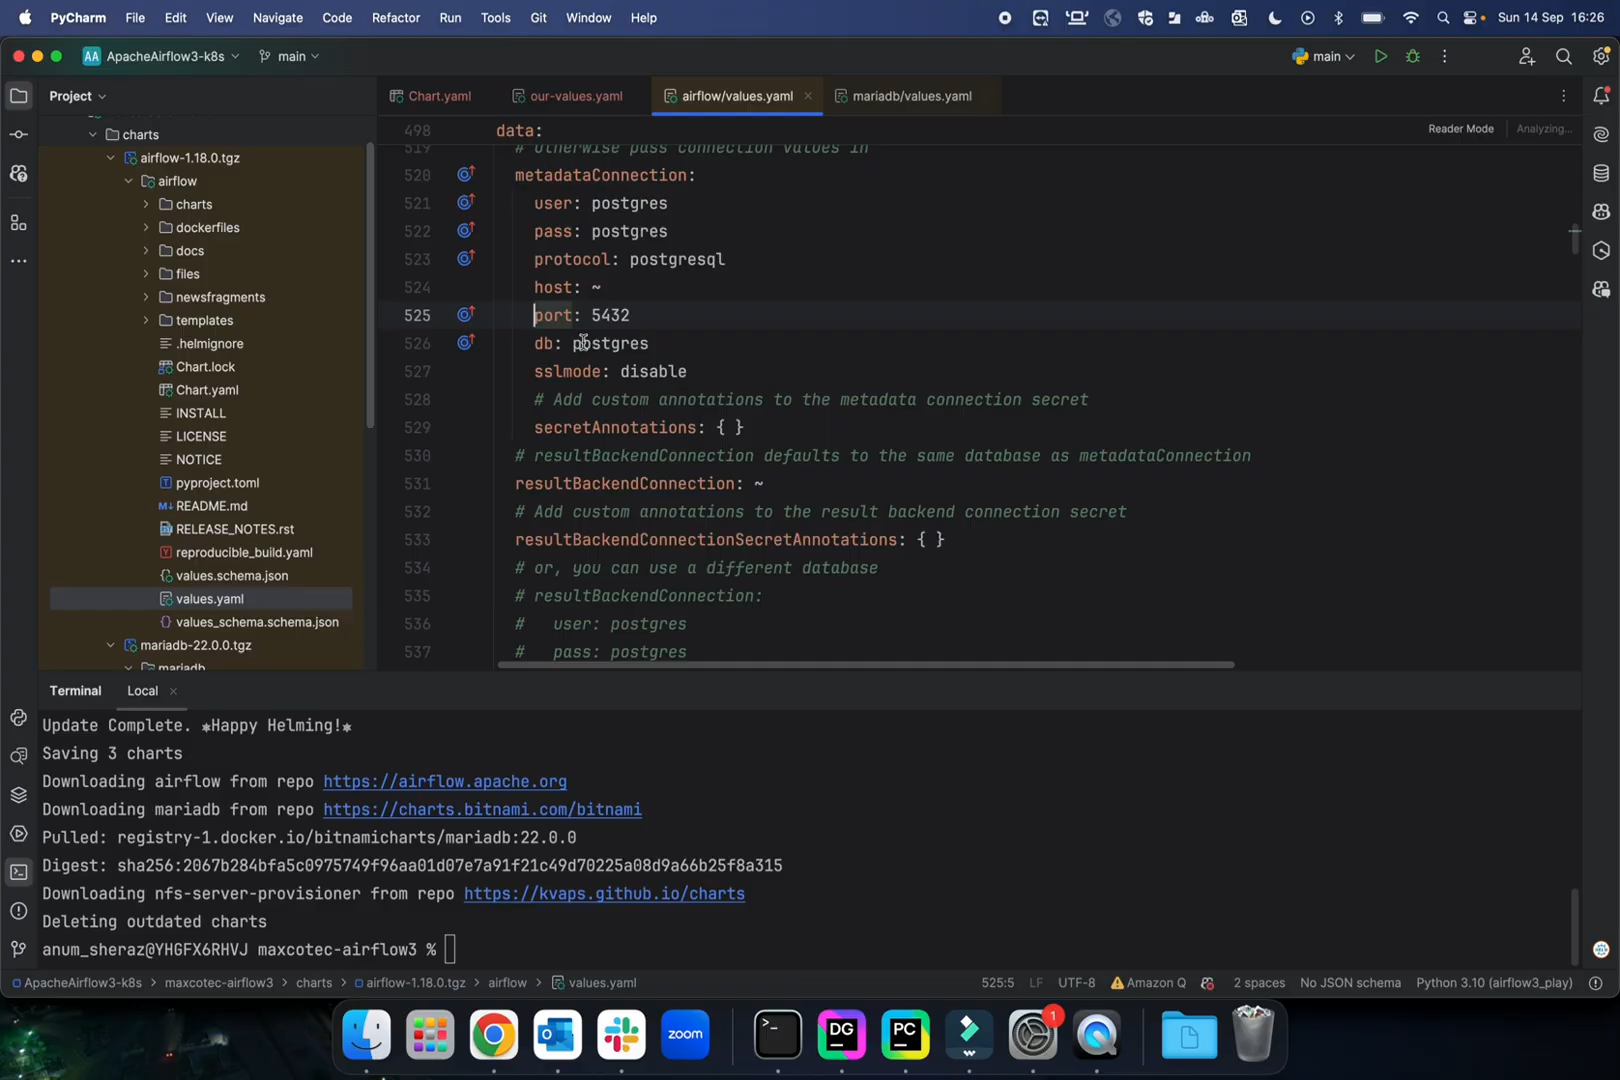 PyCharm File Edit View Navigate Code Refactor Run Tools Git Window Help Sun 14 Sep 16:26
AA ApacheAirflow3-k8s main main
Project Chart.yaml our-values.yaml airflow/values.yaml mariadb/values.yaml
498 data: Reader Mode Analyzing...
charts
airflow-1.18.0.tgz
airflow
charts
dockerfiles
docs
files
newsfragments
templates
.helmignore
Chart.lock
Chart.yaml
INSTALL
LICENSE
NOTICE
pyproject.toml
README.md
RELEASE_NOTES.rst
reproducible_build.yaml
values.schema.json
values.yaml
values_schema.schema.json
mariadb-22.0.0.tgz
mariadb
519 # Otherwise pass connection values in
520 metadataConnection:
521 user: postgres
522 pass: postgres
523 protocol: postgresql
524 host: ~
525 port: 5432
526 db: postgres
527 sslmode: disable
528 # Add custom annotations to the metadata connection secret
529 secretAnnotations: { }
530 # resultBackendConnection defaults to the same database as metadataConnection
531 resultBackendConnection: ~
532 # Add custom annotations to the result backend connection secret
533 resultBackendConnectionSecretAnnotations: { }
534 # or, you can use a different database
535 # resultBackendConnection:
536 # user: postgres
537 # pass: postgres
Terminal Local
Update Complete. ⎈Happy Helming!⎈
Saving 3 charts
Downloading airflow from repo https://airflow.apache.org
Downloading mariadb from repo https://charts.bitnami.com/bitnami
Pulled: registry-1.docker.io/bitnamicharts/mariadb:22.0.0
Digest: sha256:2067b284bfa5c0975749f96aa01d07e7a91f21c49d70225a08d9a66b25f8a315
Downloading nfs-server-provisioner from repo https://kvaps.github.io/charts
Deleting outdated charts
anum_sheraz@YHGFX6RHVJ maxcotec-airflow3 %
ApacheAirflow3-k8s > maxcotec-airflow3 > charts > airflow-1.18.0.tgz > airflow > values.yaml 525:5 LF UTF-8 Amazon Q 2 spaces No JSON schema Python 3.10 (airflow3_play)
zoom DG PC 1